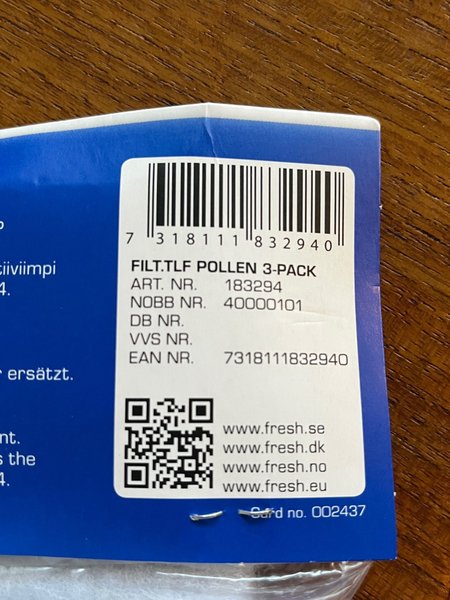 tiiviimpi
4.
ersätzt.
nt.
s the
4.
7 318111 832940
FILT.TLF POLLEN 3-PACK
ART. NR. 183294
NOBB NR. 40000101
DB NR.
VVS NR.
EAN NR. 7318111832940
www.fresh.se
www.fresh.dk
www.fresh.no
www.fresh.eu
Card no. 002437